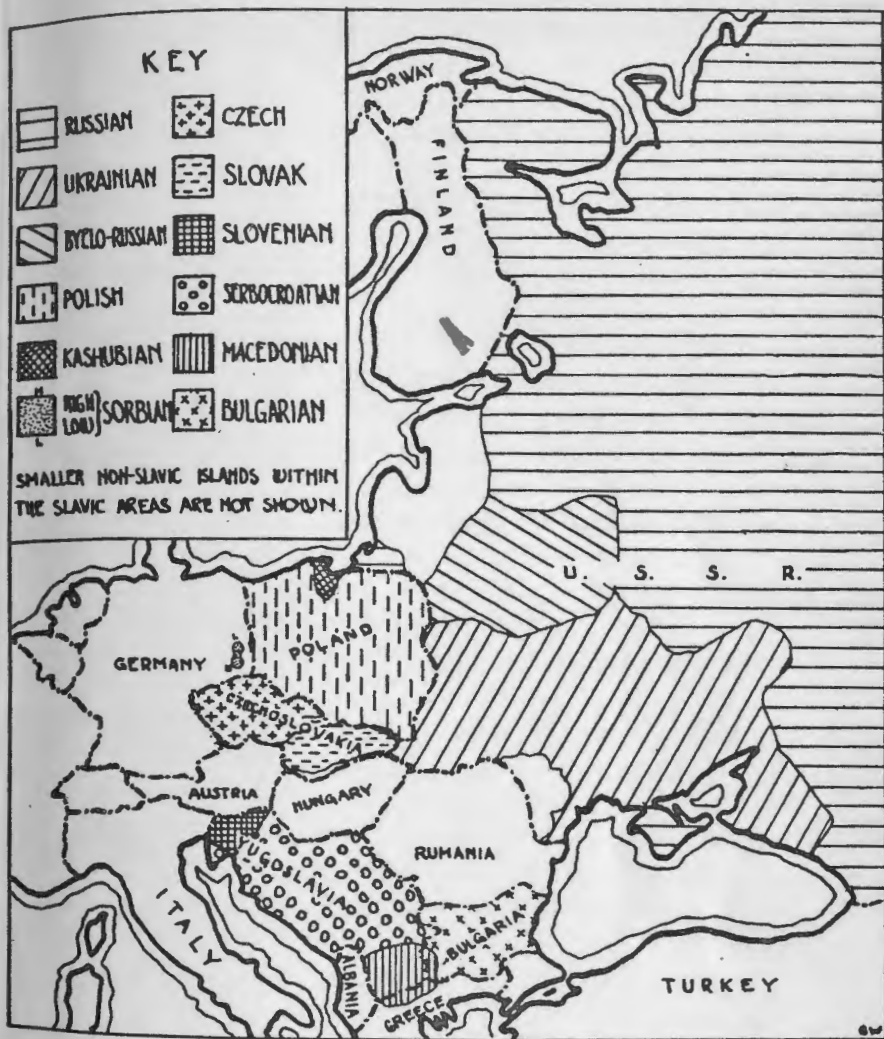 KEY
RUSSIAN
UKRAINIAN
BYELO-RUSSIAN
POLISH
KASHUBIAN
H
HIGH
LOW
} SORBIAN
L
CZECH
SLOVAK
SLOVENIAN
SERBOCROATIAN
MACEDONIAN
BULGARIAN
SMALLER NON-SLAVIC ISLANDS WITHIN
THE SLAVIC AREAS ARE NOT SHOWN.
NORWAY
FINLAND
U. S. S. R.
POLAND
GERMANY
CZECHOSLOVAKIA
AUSTRIA
HUNGARY
RUMANIA
YUGOSLAVIA
ITALY
BULGARIA
ALBANIA
GREECE
TURKEY
GW